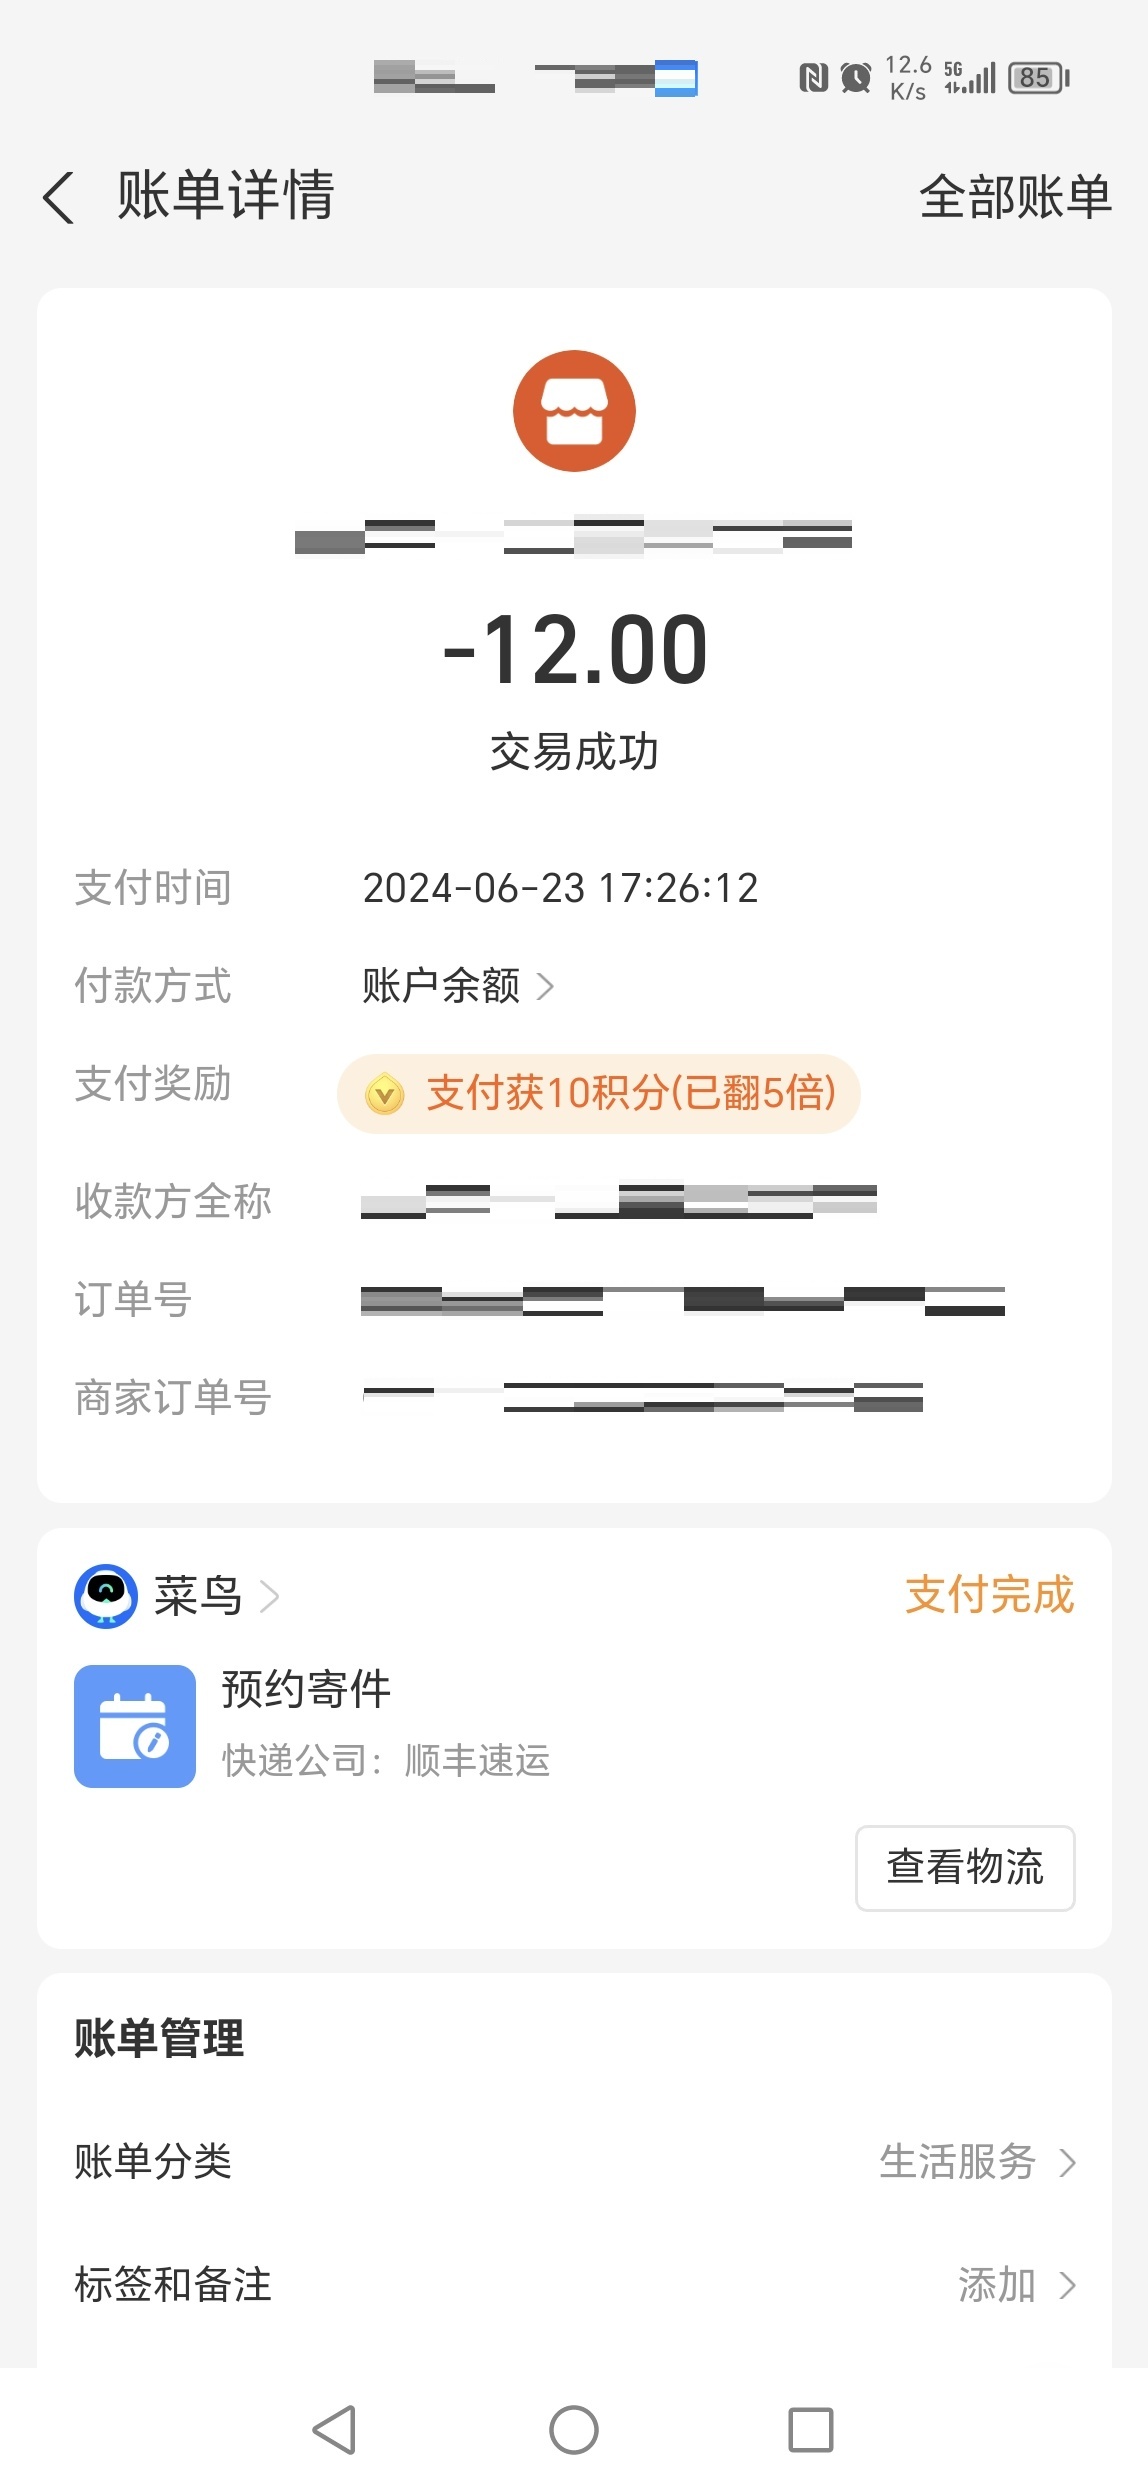 12.6
K/s
5G
85
账单详情
全部账单
-12.00
交易成功
支付时间 2024-06-23 17:26:12
付款方式 账户余额
支付奖励 支付获10积分(已翻5倍)
收款方全称
订单号
商家订单号
菜鸟
支付完成
预约寄件
快递公司：顺丰速运
查看物流
账单管理
账单分类 生活服务
标签和备注 添加